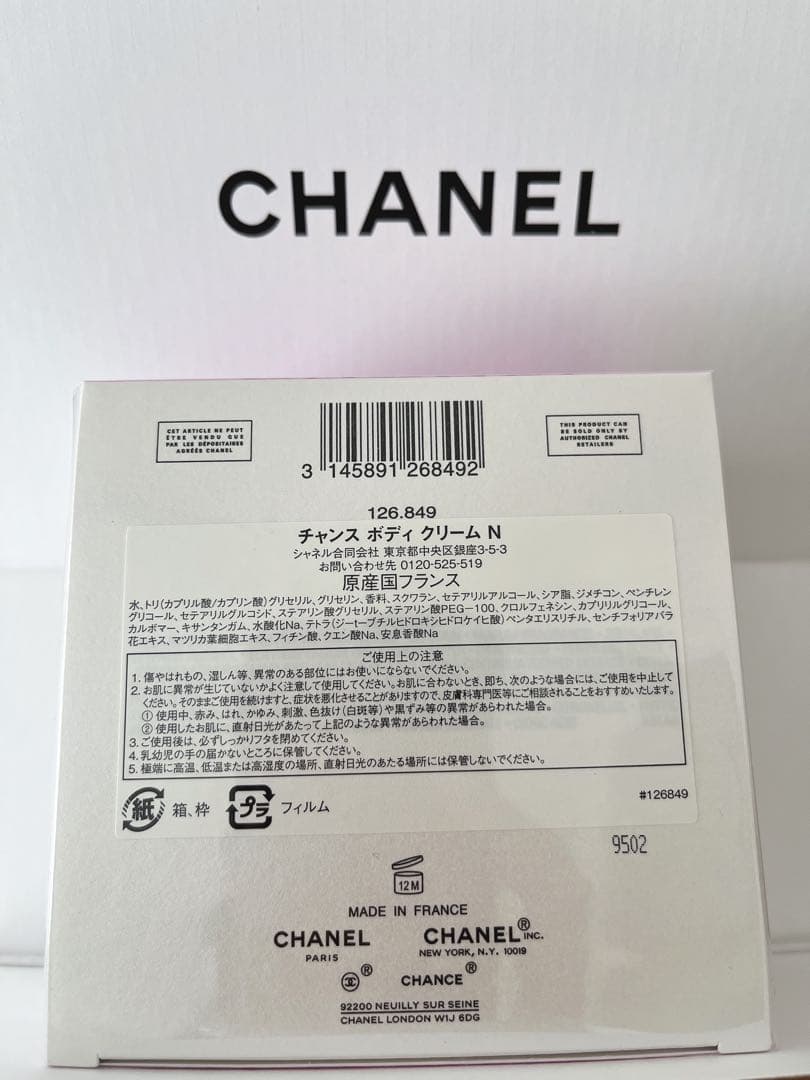 CHANEL
CET ARTICLE NE PEUT
ÊTRE VENDU QUE
PAR LES DÉPOSITAIRES
AGRÉÉS CHANEL
3 145891 268492
THIS PRODUCT CAN
BE SOLD ONLY BY
AUTHORIZED CHANEL
RETAILERS
126.849
チャンス ボディ クリーム N
シャネル合同会社 東京都中央区銀座3-5-3
お問い合わせ先 0120-525-519
原産国フランス
水、トリ(カプリル酸/カプリン酸)グリセリル、グリセリン、香料、スクワラン、セテアリルアルコール、シア脂、ジメチコン、ペンチレン
グリコール、セテアリルグルコシド、ステアリン酸グリセリル、ステアリン酸PEG-100、クロルフェネシン、カプリリルグリコール、
カルボマー、キサンタンガム、水酸化Na、テトラ(ジ-t-ブチルヒドロキシヒドロケイヒ酸)ペンタエリスリチル、センチフォリアバラ
花エキス、マツリカ葉細胞エキス、フィチン酸、クエン酸Na、安息香酸Na
ご使用上の注意
1. 傷やはれもの、湿しん等、異常のある部位にはお使いにならないでください。
2. お肌に異常が生じていないかよく注意して使用してください。お肌に合わないとき、即ち、次のような場合には、ご使用を中止して
ください。そのままご使用を続けますと、症状を悪化させることがありますので、皮膚科専門医等にご相談されることをおすすめいたします。
① 使用中、赤み、はれ、かゆみ、刺激、色抜け(白斑等)や黒ずみ等の異常があらわれた場合。
② 使用したお肌に、直射日光があたって上記のような異常があらわれた場合。
3. ご使用後は、必ずしっかりフタを閉めてください。
4. 乳幼児の手の届かないところに保管してください。
5. 極端に高温、低温または高湿度の場所、直射日光のあたる場所には保管しないでください。
紙 箱、枠 プラ フィルム
#126849
9502
12M
MADE IN FRANCE
CHANEL CHANEL® INC.
PARIS NEW YORK, N.Y. 10019
® CHANCE®
92200 NEUILLY SUR SEINE
CHANEL LONDON W1J 6DG